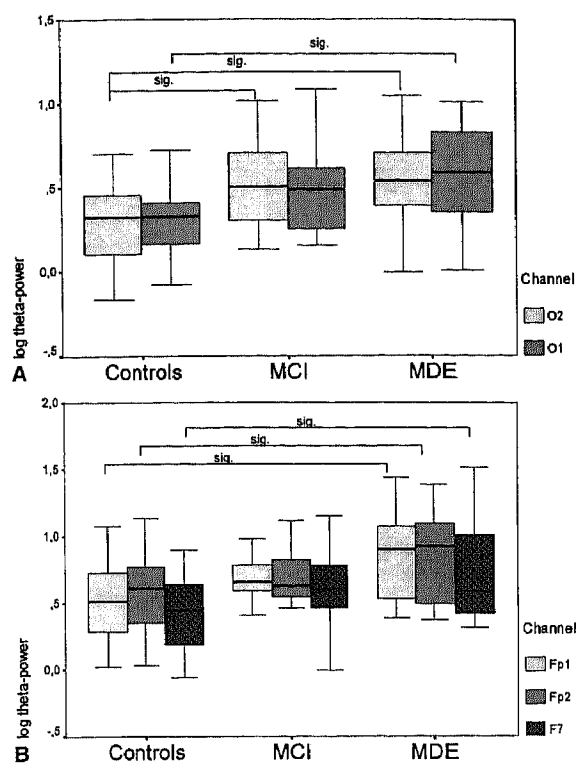 1,5
sig.
sig.
sig.
1,0
,5
0,0
-,5
log theta-power
Channel
O2
O1
A
Controls MCI MDE
2,0
sig.
sig.
sig.
1,5
1,0
,5
0,0
-,5
log theta-power
Channel
Fp1
Fp2
F7
B
Controls MCI MDE